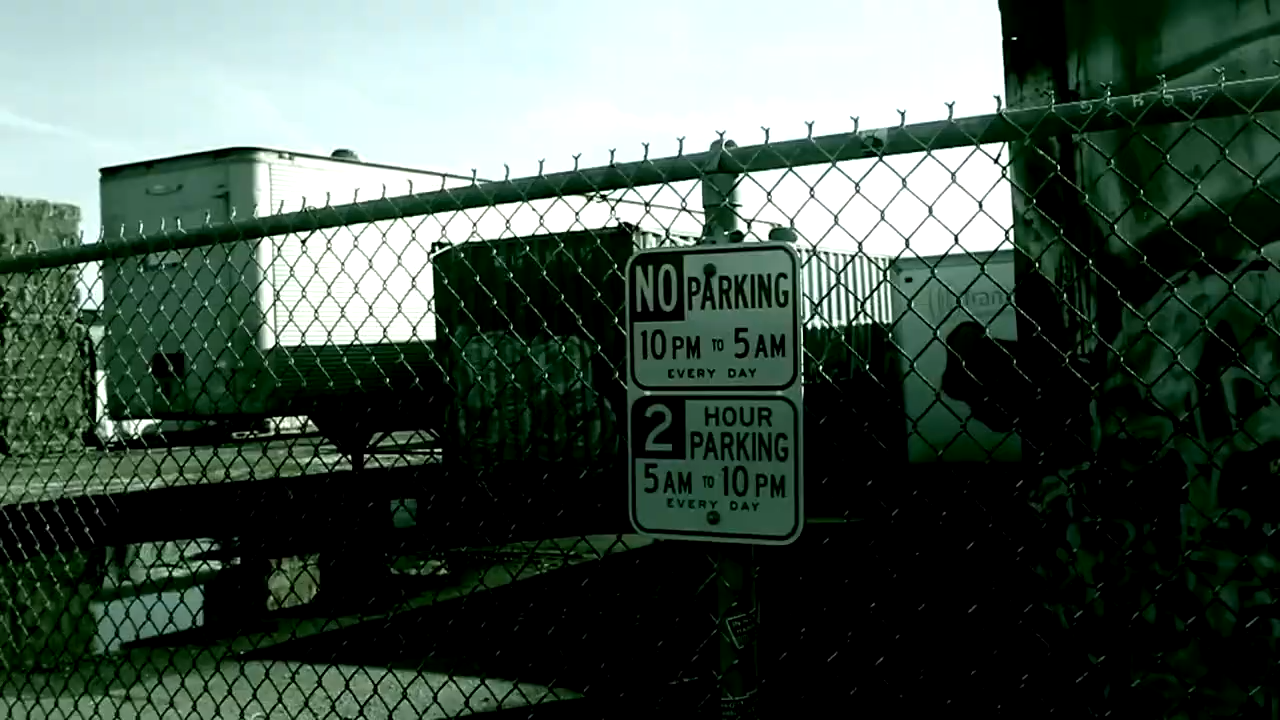 NO PARKING
10 PM TO 5 AM
EVERY DAY
2 HOUR
PARKING
5 AM TO 10 PM
EVERY DAY